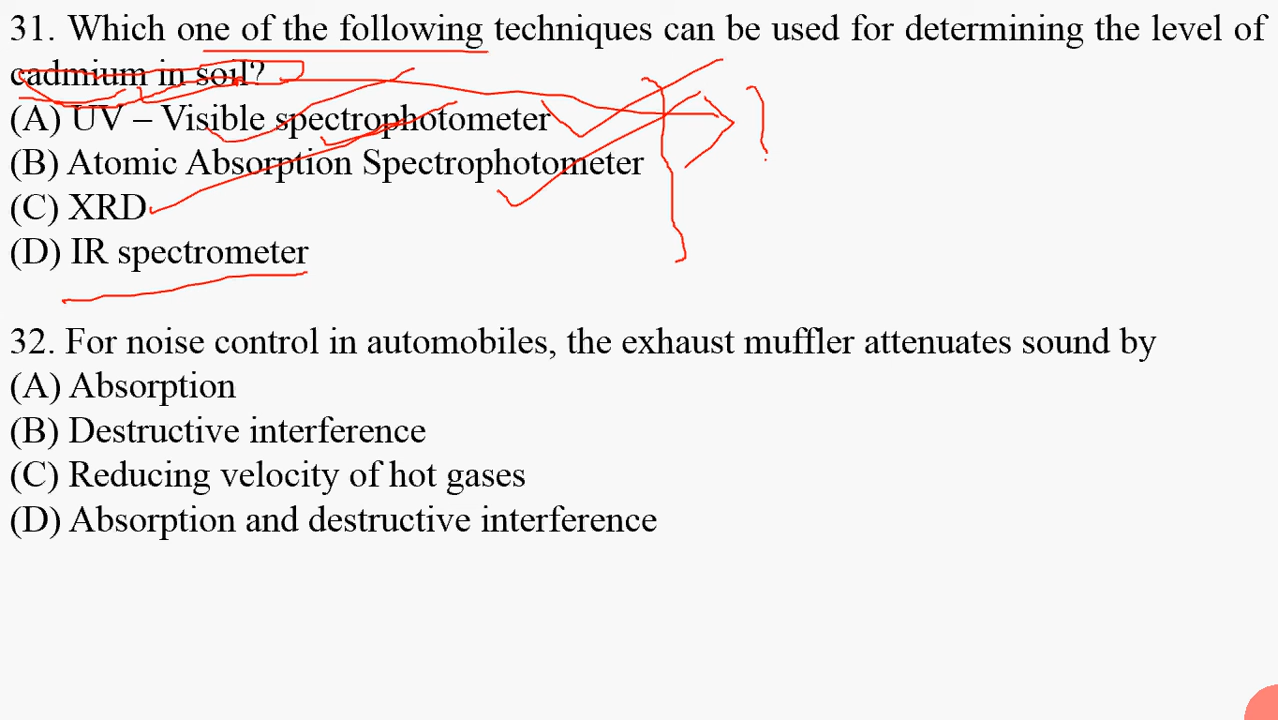 31. Which one of the following techniques can be used for determining the level of
cadmium in soil?
(A) UV – Visible spectrophotometer
(B) Atomic Absorption Spectrophotometer
(C) XRD
(D) IR spectrometer
32. For noise control in automobiles, the exhaust muffler attenuates sound by
(A) Absorption
(B) Destructive interference
(C) Reducing velocity of hot gases
(D) Absorption and destructive interference